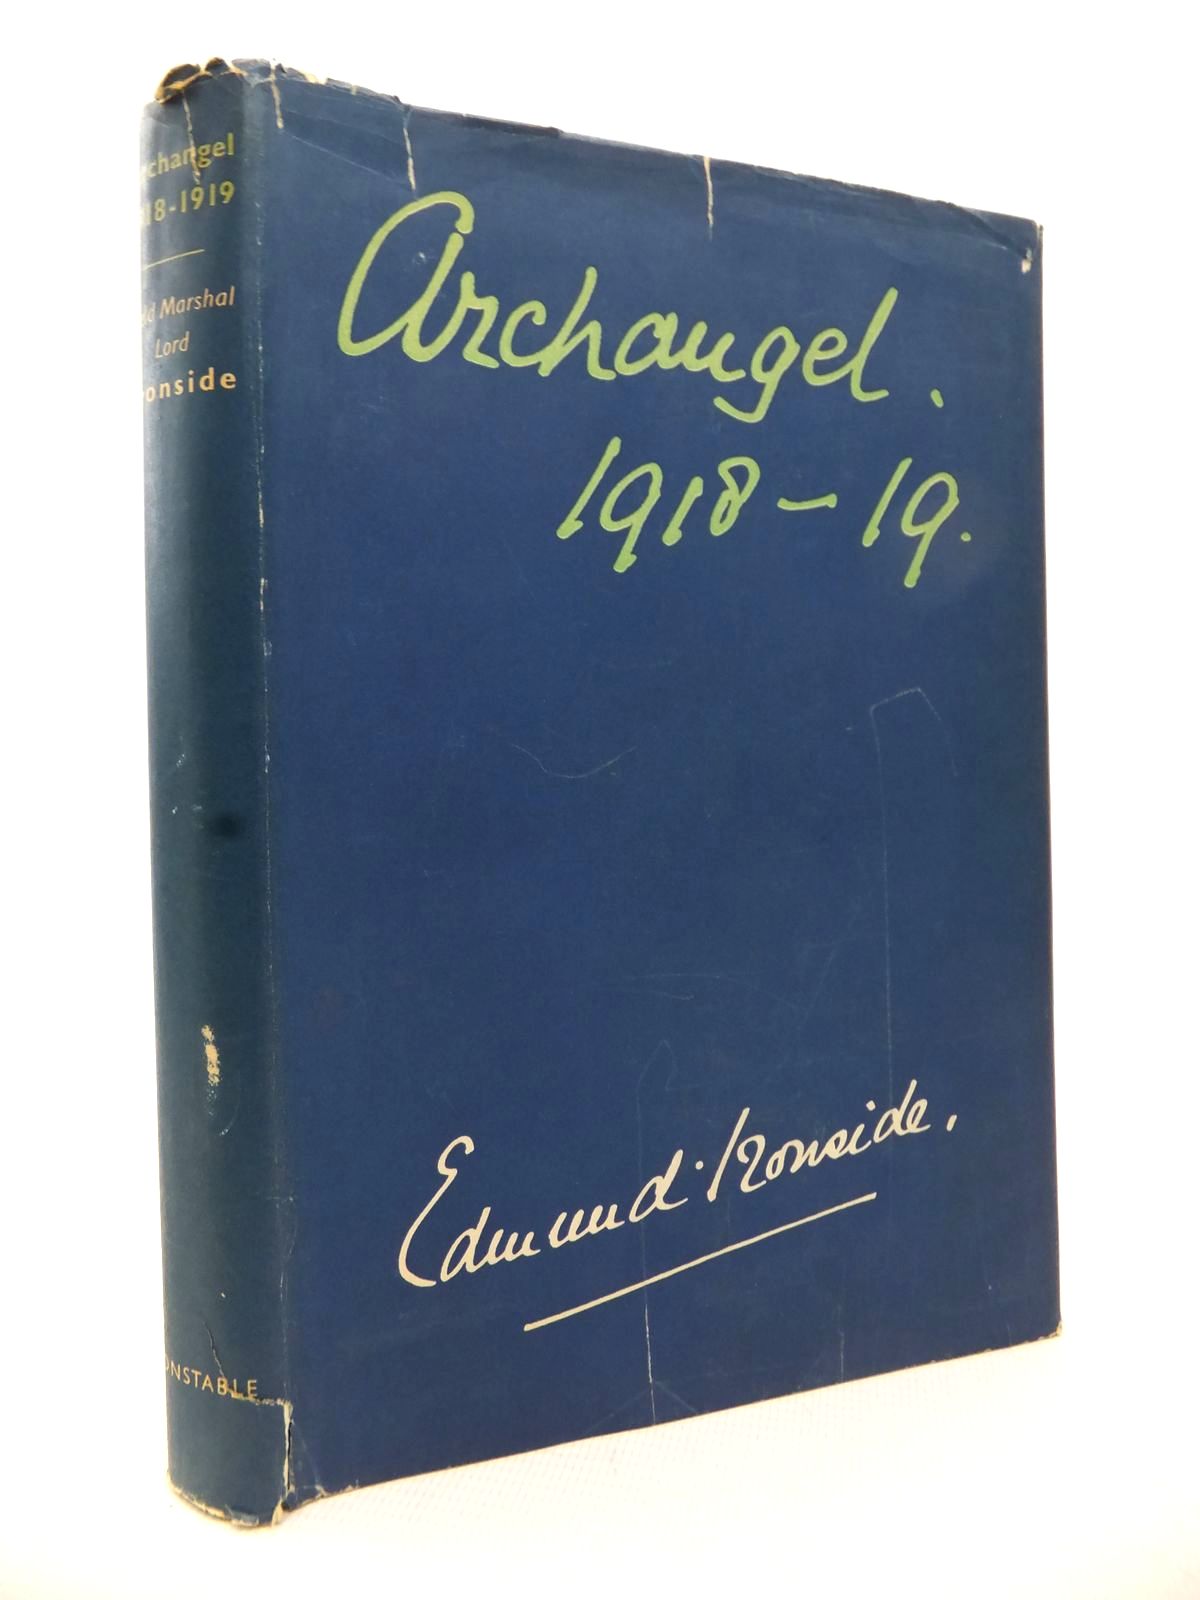 Archangel.
1918-19.
Edmund Ironside.
rchangel
18-1919
ld Marshal
Lord
onside
ONSTABLE